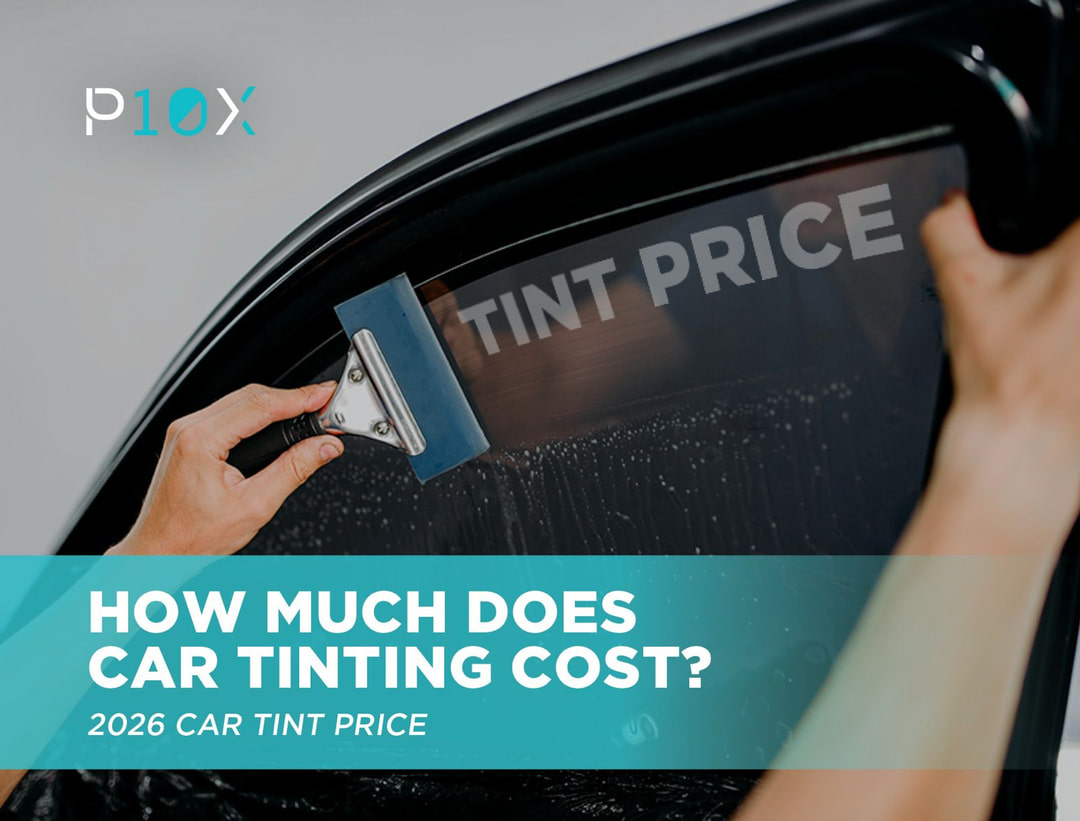 P10X
TINT PRICE
HOW MUCH DOES
CAR TINTING COST?
2026 CAR TINT PRICE